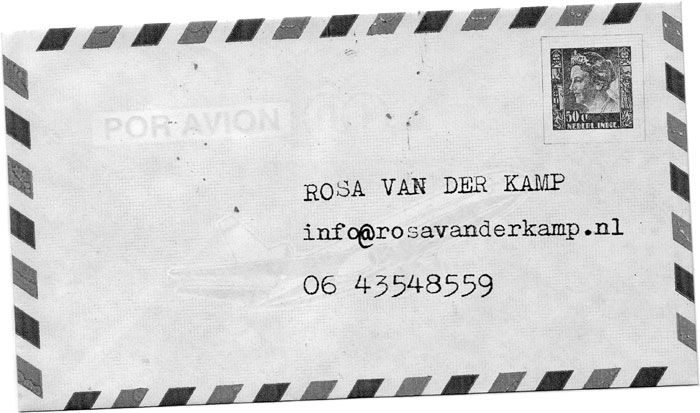 50 c
NEDERL.INDIE
POR AVION
ROSA VAN DER KAMP
info@rosavanderkamp.nl
06 43548559